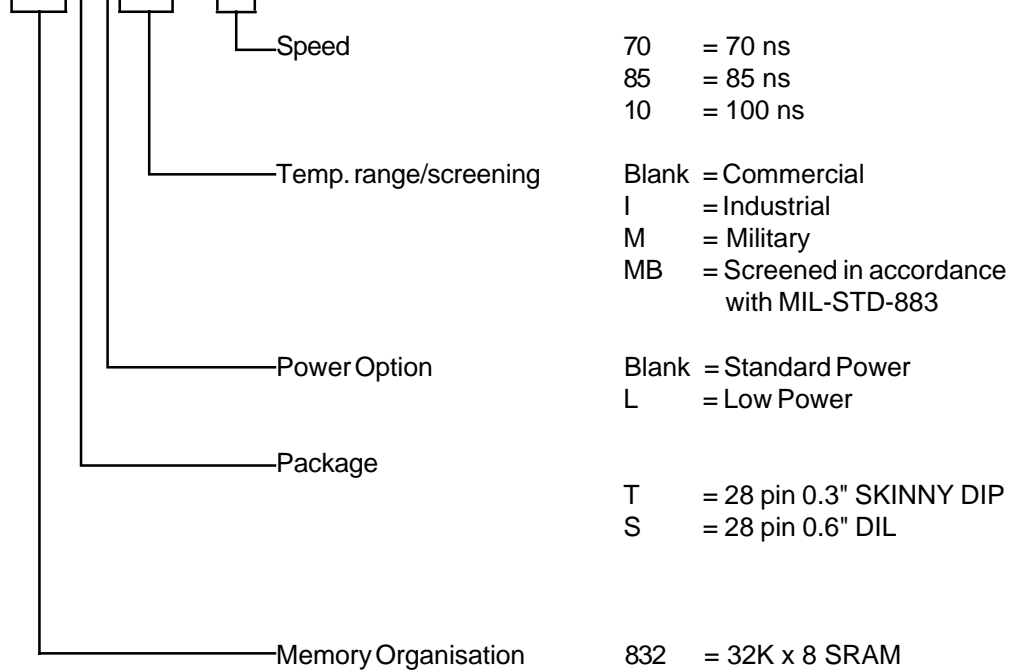 Speed 70 = 70 ns
85 = 85 ns
10 = 100 ns
Temp. range/screening Blank = Commercial
I = Industrial
M = Military
MB = Screened in accordance
with MIL-STD-883
Power Option Blank = Standard Power
L = Low Power
Package
T = 28 pin 0.3" SKINNY DIP
S = 28 pin 0.6" DIL
Memory Organisation 832 = 32K x 8 SRAM